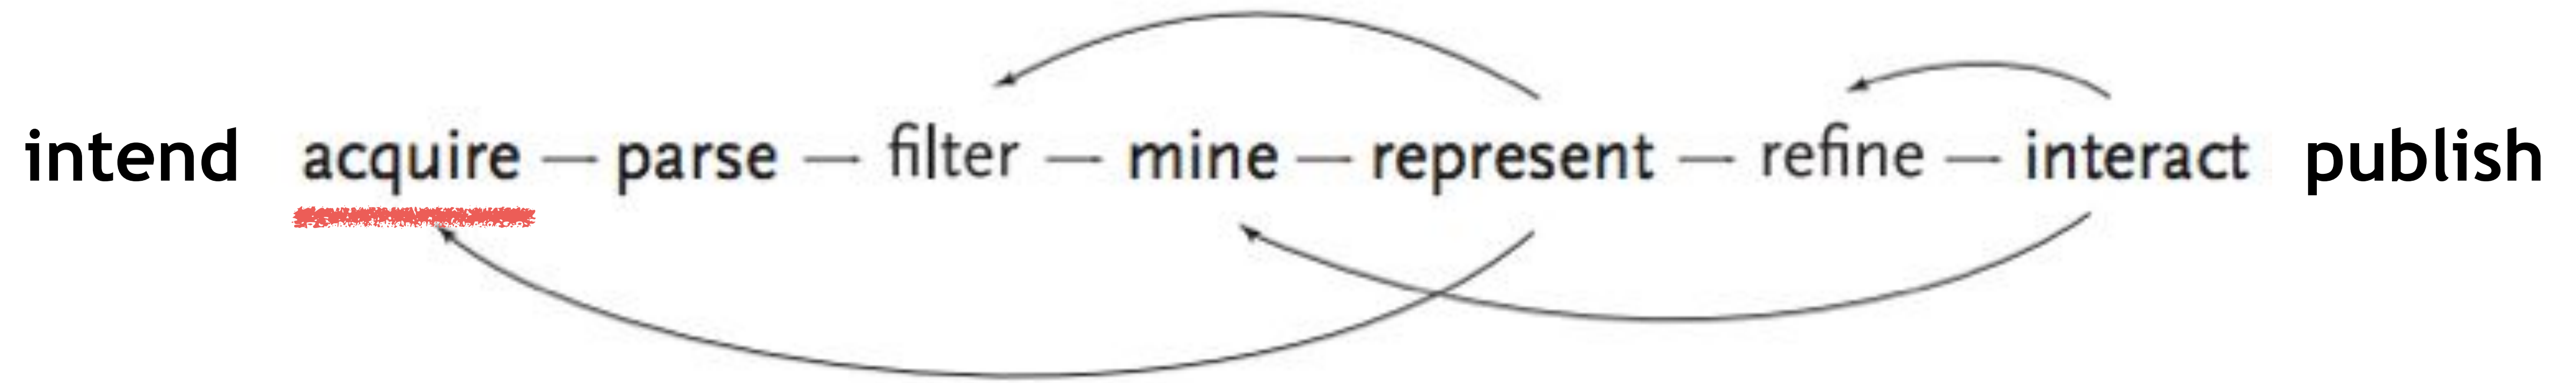 intend acquire — parse — filter — mine — represent — refine — interact publish